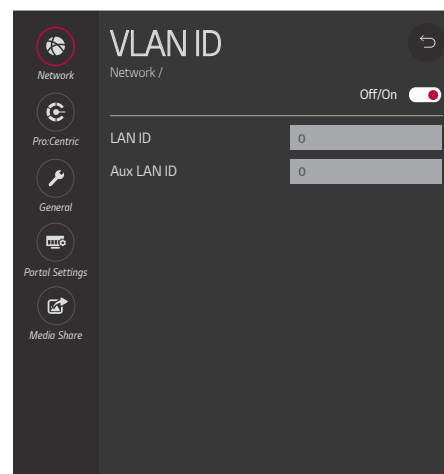 VLAN ID
Network /
Off/On
LAN ID 0
Aux LAN ID 0
Network
Pro:Centric
General
Portal Settings
Media Share